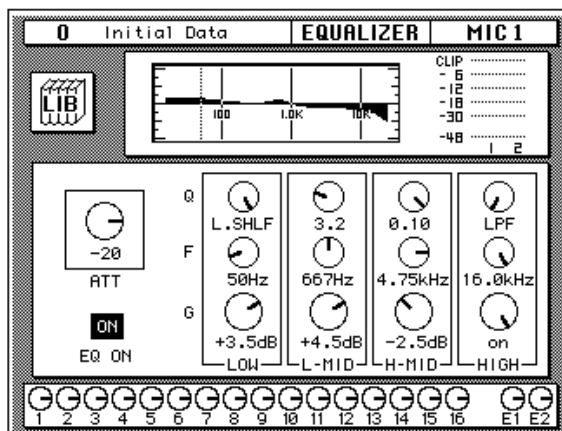 0 Initial Data EQUALIZER MIC 1
LIB
100 1.0K 10K
CLIP
- 6
-12
-18
-30
-48
1 2
Q L.SHLF 3.2 0.10 LPF
-20
ATT
F 50Hz 667Hz 4.75kHz 16.0kHz
ON
EQ ON
G +3.5dB +4.5dB -2.5dB on
LOW L-MID H-MID HIGH
1 2 3 4 5 6 7 8 9 10 11 12 13 14 15 16 E1 E2